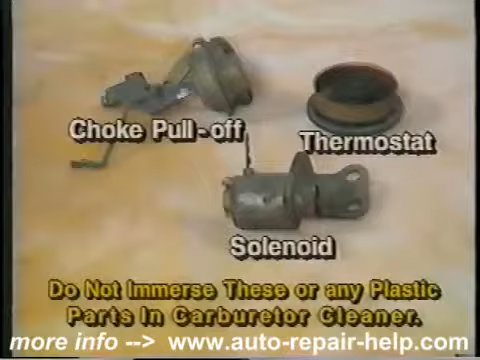 Choke Pull-off
Thermostat
Solenoid
Do Not Immerse These or any Plastic
Parts In Carburetor Cleaner.
more info --> www.auto-repair-help.com